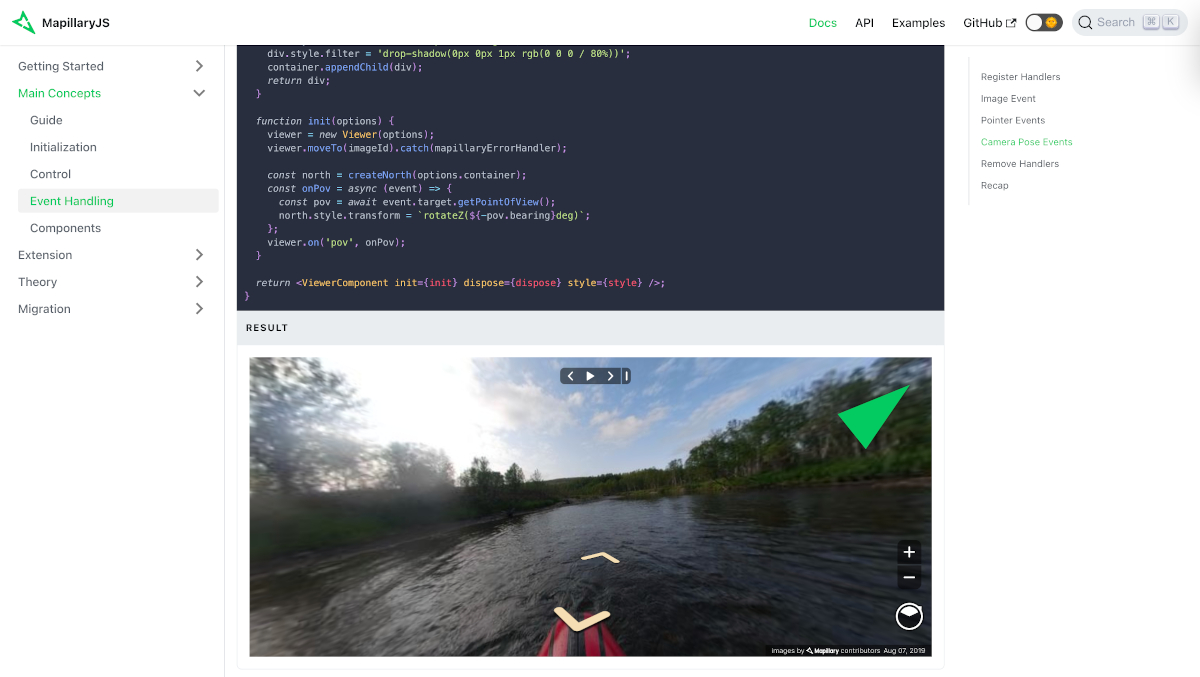 MapillaryJS
Docs
API
Examples
GitHub
Search
⌘ K
Getting Started
Main Concepts
Guide
Initialization
Control
Event Handling
Components
Extension
Theory
Migration
div.style.filter = 'drop-shadow(0px 0px 1px rgb(0 0 0 / 80%))';
container.appendChild(div);
return div;
}
function init(options) {
viewer = new Viewer(options);
viewer.moveTo(imageId).catch(mapillaryErrorHandler);
const north = createNorth(options.container);
const onPov = async (event) => {
const pov = await event.target.getPointOfView();
north.style.transform = `rotateZ(${-pov.bearing}deg)`;
};
viewer.on('pov', onPov);
}
return <ViewerComponent init={init} dispose={dispose} style={style} />;
}
RESULT
images by Mapillary contributors Aug 07, 2019
Register Handlers
Image Event
Pointer Events
Camera Pose Events
Remove Handlers
Recap